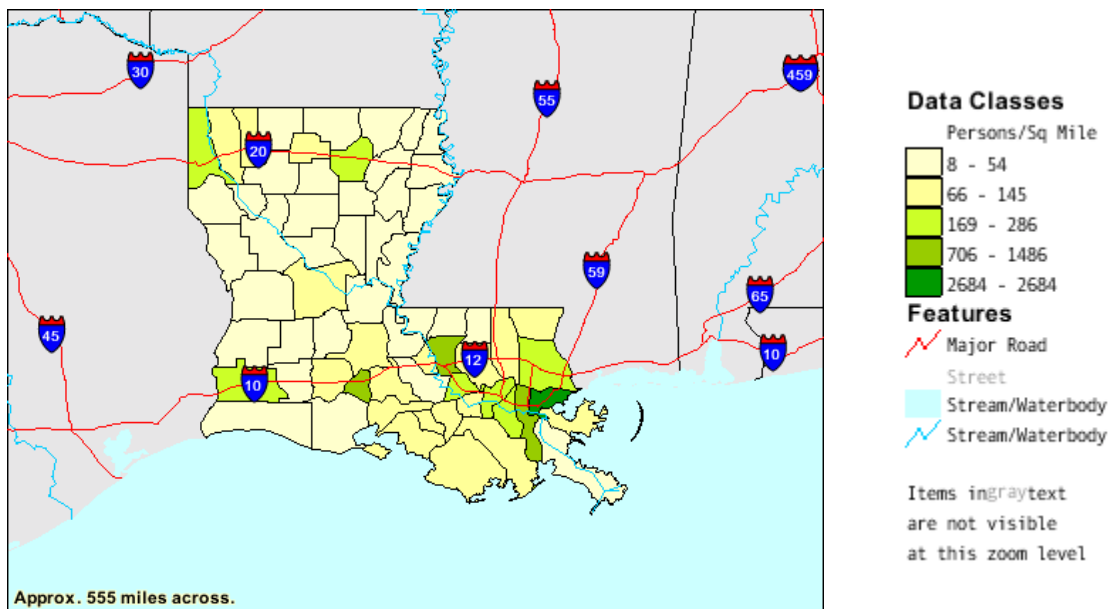 30
55
459
20
59
65
45
10
12
10
Approx. 555 miles across.
Data Classes
Persons/Sq Mile
8 - 54
66 - 145
169 - 286
706 - 1486
2684 - 2684
Features
Major Road
Street
Stream/Waterbody
Stream/Waterbody
Items in gray text
are not visible
at this zoom level